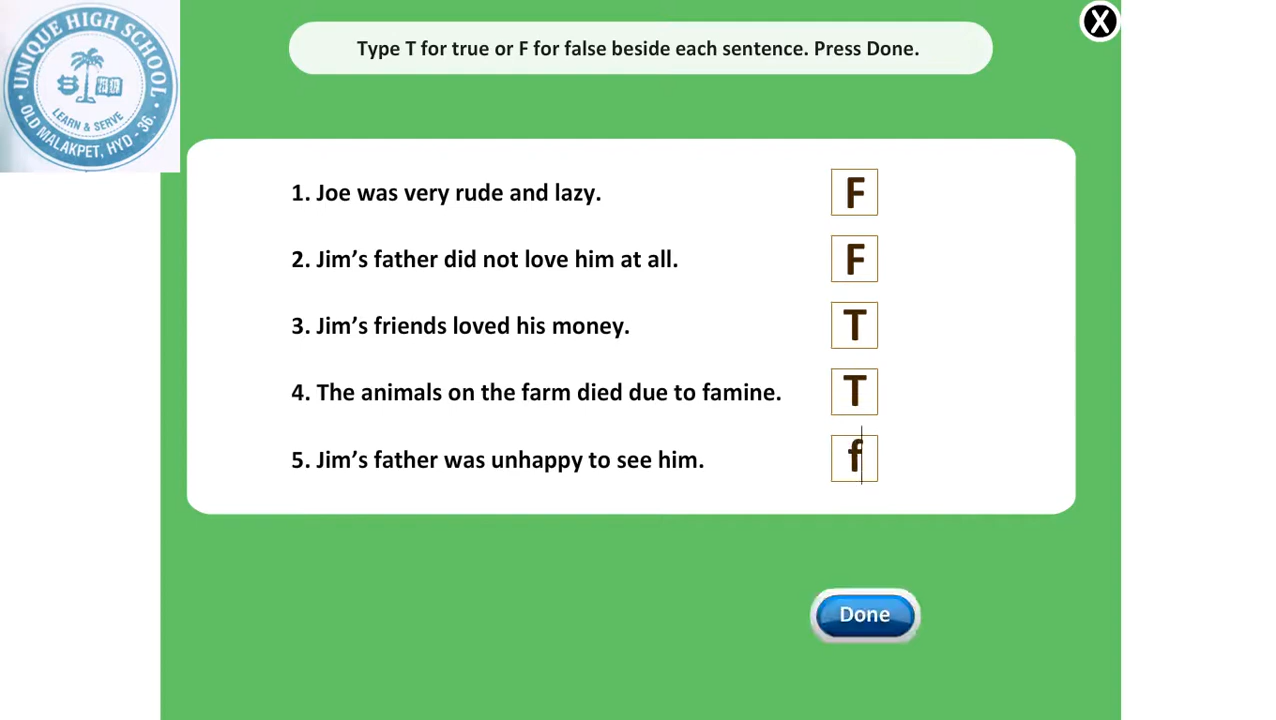 UNIQUE HIGH SCHOOL
LEARN & SERVE
OLD MALAKPET, HYD - 36.
X
Type T for true or F for false beside each sentence. Press Done.
1. Joe was very rude and lazy. F
2. Jim’s father did not love him at all. F
3. Jim’s friends loved his money. T
4. The animals on the farm died due to famine. T
5. Jim’s father was unhappy to see him. f
Done